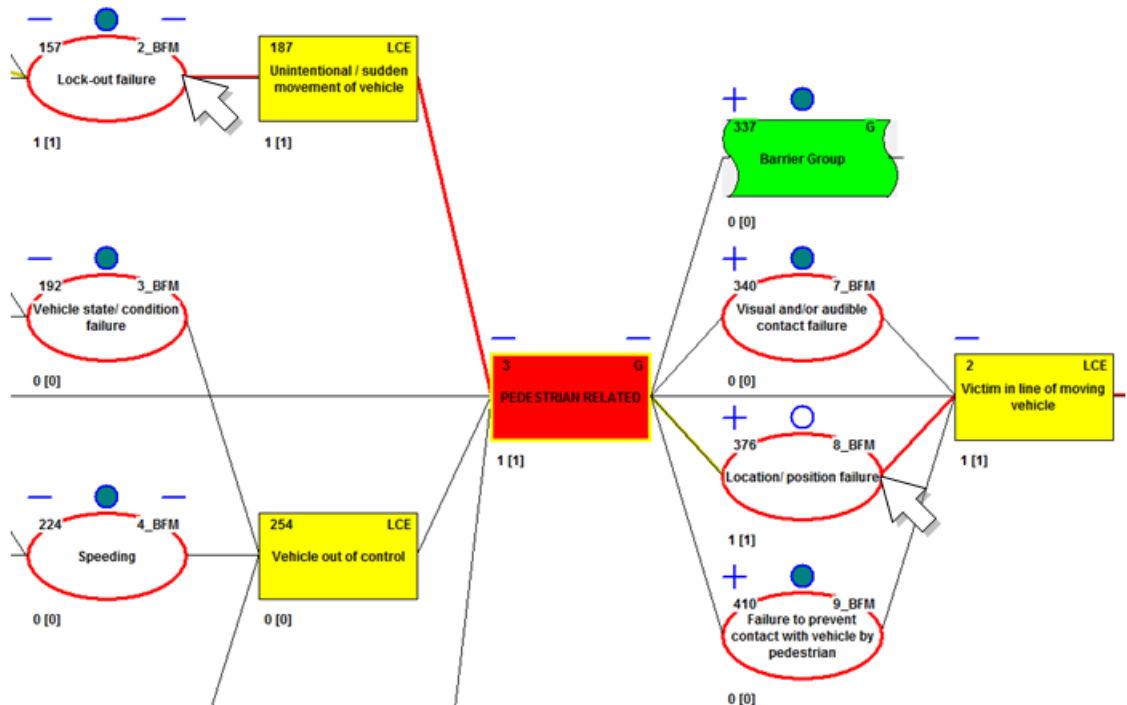 157 2_BFM
Lock-out failure
1 [1]
187 LCE
Unintentional / sudden
movement of vehicle
1 [1]
337 G
Barrier Group
0 [0]
192 3_BFM
Vehicle state/ condition
failure
0 [0]
340 7_BFM
Visual and/or audible
contact failure
0 [0]
3 G
PEDESTRIAN RELATED
1 [1]
2 LCE
Victim in line of moving
vehicle
1 [1]
376 8_BFM
Location/ position failure
1 [1]
224 4_BFM
Speeding
0 [0]
254 LCE
Vehicle out of control
0 [0]
410 9_BFM
Failure to prevent
contact with vehicle by
pedestrian
0 [0]